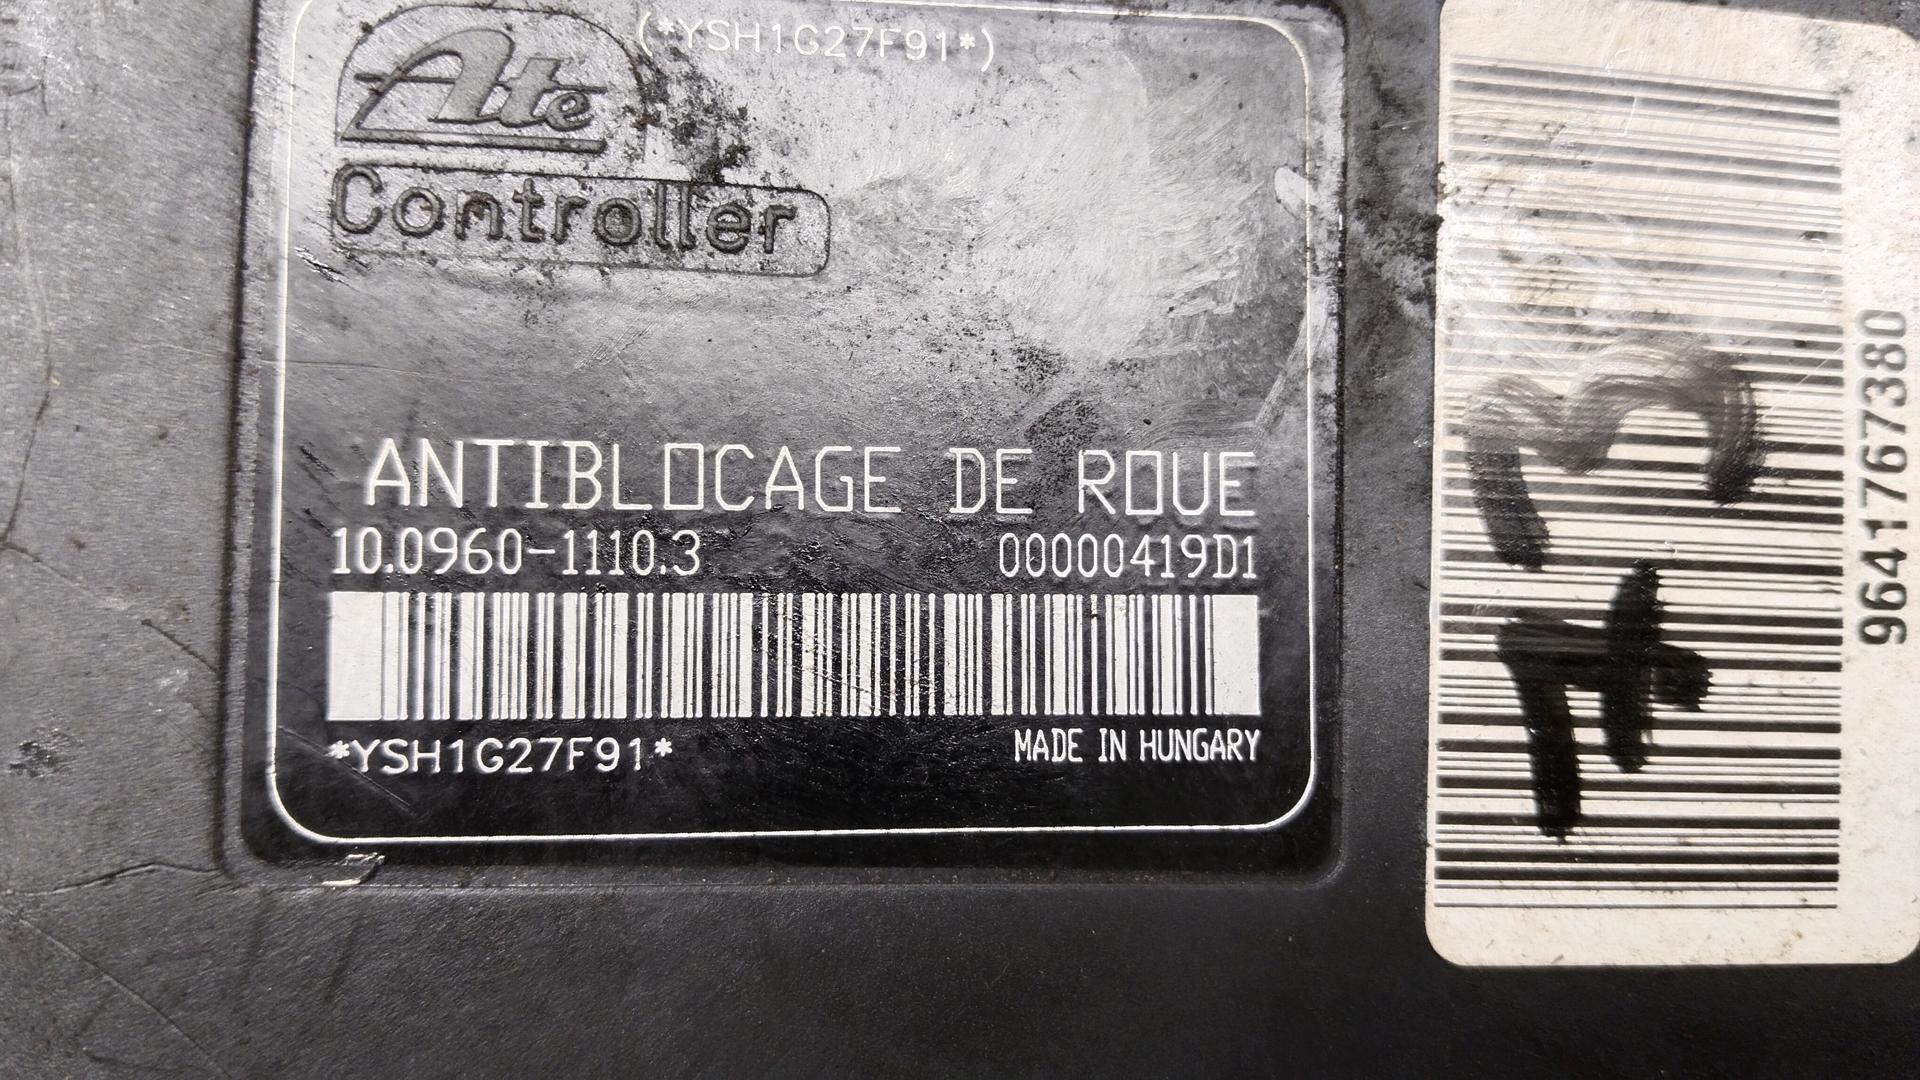 (*YSH1G27F91*)
Ate
Controller
ANTIBLOCAGE DE ROUE
10.0960-1110.3 00000419D1
*YSH1G27F91*
MADE IN HUNGARY
9641767380